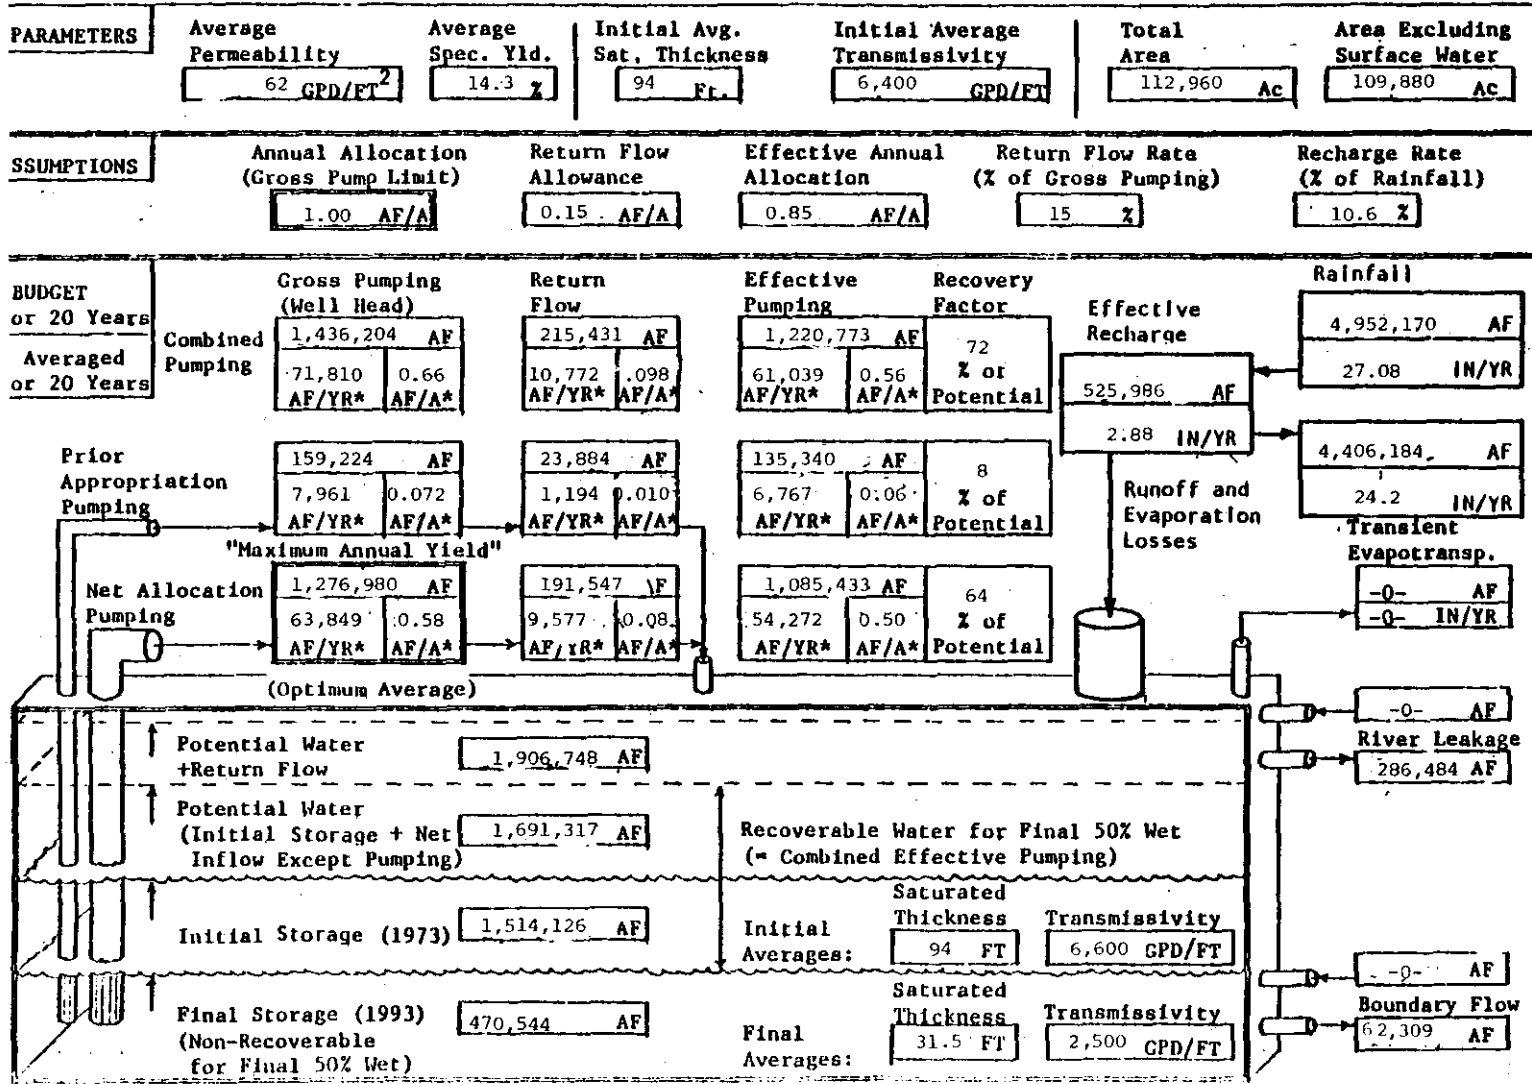 PARAMETERS
Average Permeability
62 GPD/FT2
Average Spec. Yld.
14.3 %
Initial Avg. Sat. Thickness
94 Ft.
Initial Average Transmissivity
6,400 GPD/FT
Total Area
112,960 Ac
Area Excluding Surface Water
109,880 Ac
SSUMPTIONS
Annual Allocation
(Gross Pump Limit)
1.00 AF/A
Return Flow
Allowance
0.15 AF/A
Effective Annual
Allocation
0.85 AF/A
Return Flow Rate
(% of Gross Pumping)
15 %
Recharge Rate
(% of Rainfall)
10.6 %
BUDGET
or 20 Years
Averaged
or 20 Years
Gross Pumping
(Well Head)
Return
Flow
Effective
Pumping
Recovery
Factor
Combined
Pumping
1,436,204 AF
71,810 AF/YR*
0.66 AF/A*
215,431 AF
10,772 AF/YR*
.098 AF/A*
1,220,773 AF
61,039 AF/YR*
0.56 AF/A*
72
% of
Potential
Effective
Recharge
525,986 AF
2.88 IN/YR
Rainfall
4,952,170 AF
27.08 IN/YR
4,406,184 AF
24.2 IN/YR
Runoff and
Evaporation
Losses
Prior
Appropriation
Pumping
159,224 AF
7,961 AF/YR*
0.072 AF/A*
23,884 AF
1,194 AF/YR*
0.010 AF/A*
135,340 AF
6,767 AF/YR*
0.06 AF/A*
8
% of
Potential
"Maximum Annual Yield"
Net Allocation
Pumping
1,276,980 AF
63,849 AF/YR*
0.58 AF/A*
191,547 AF
9,577 AF/YR*
0.08 AF/A*
1,085,433 AF
54,272 AF/YR*
0.50 AF/A*
64
% of
Potential
(Optimum Average)
Transient
Evapotransp.
-0- AF
-0- IN/YR
-0- AF
River Leakage
286,484 AF
Potential Water
+Return Flow
1,906,748 AF
Potential Water
(Initial Storage + Net
Inflow Except Pumping)
1,691,317 AF
Recoverable Water for Final 50% Wet
(= Combined Effective Pumping)
Initial Storage (1973)
1,514,126 AF
Initial
Averages:
Saturated
Thickness
94 FT
Transmissivity
6,600 GPD/FT
Final Storage (1993)
(Non-Recoverable
for Final 50% Wet)
470,544 AF
Final
Averages:
Saturated
Thickness
31.5 FT
Transmissivity
2,500 GPD/FT
-0- AF
Boundary Flow
62,309 AF